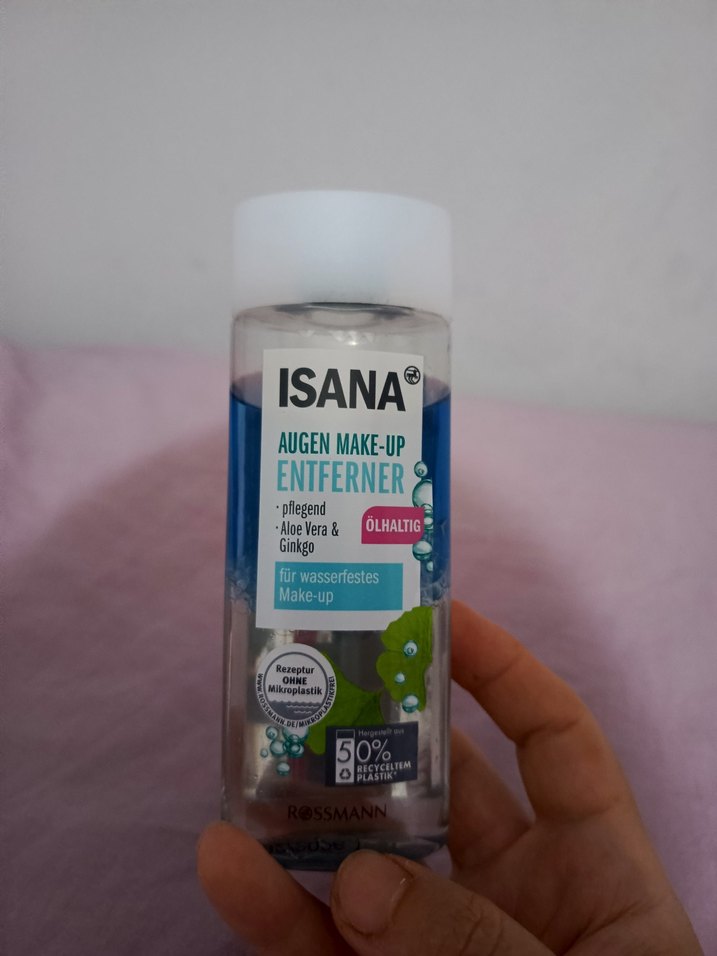 ISANA
AUGEN MAKE-UP
ENTFERNER
· pflegend
· Aloe Vera &
Ginkgo
ÖLHALTIG
für wasserfestes
Make-up
Rezeptur
OHNE
Mikroplastik
WWW.ROSSMANN.DE/MIKROPLASTIKFREI
Hergestellt aus
50%
RECYCELTEM
PLASTIK*
ROSSMANN